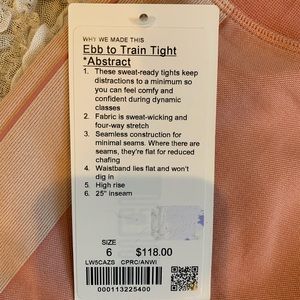 WHY WE MADE THIS
Ebb to Train Tight
*Abstract
1. These sweat-ready tights keep
distractions to a minimum so
you can feel comfy and
confident during dynamic
classes
2. Fabric is sweat-wicking and
four-way stretch
3. Seamless construction for
minimal seams. Where there are
seams, they're flat for reduced
chafing
4. Waistband lies flat and won't
dig in
5. High rise
6. 25" inseam
SIZE
6 $118.00
LW5CAZS CPRC/ANWI
000113225400